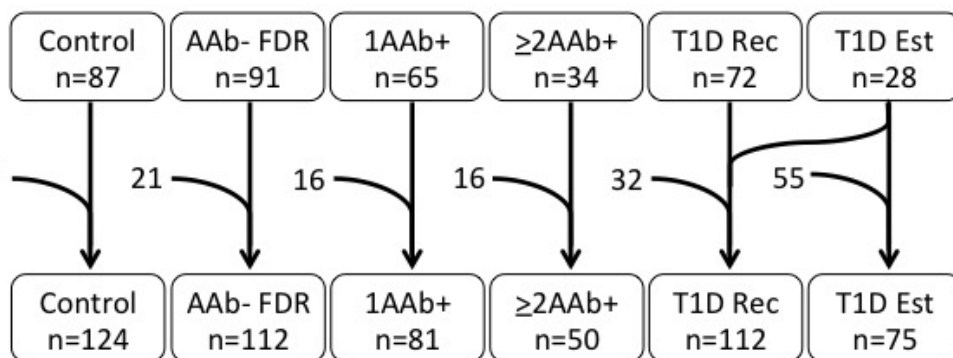 Control AAb- FDR 1AAb+ ≥2AAb+ T1D Rec T1D Est
n=87 n=91 n=65 n=34 n=72 n=28
21 16 16 32 55
Control AAb- FDR 1AAb+ ≥2AAb+ T1D Rec T1D Est
n=124 n=112 n=81 n=50 n=112 n=75